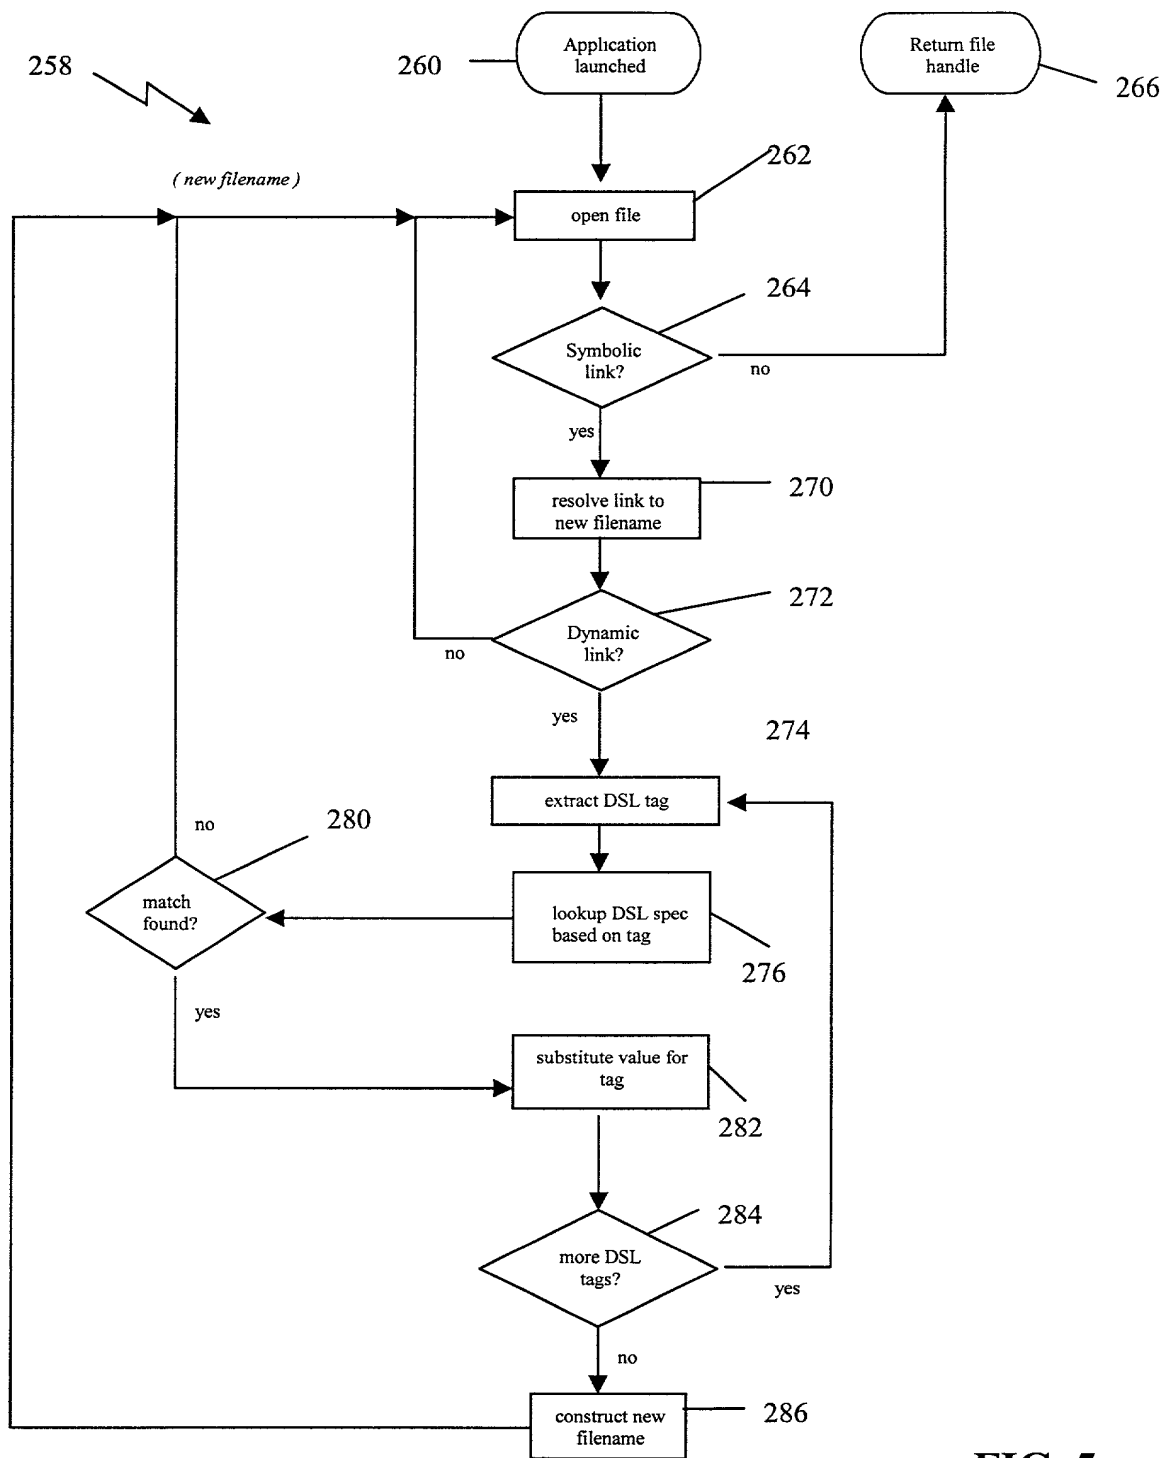 Application
launched
260
Return file
handle
266
258
262
( new filename )
open file
264
Symbolic
link?
no
yes
270
resolve link to
new filename
272
Dynamic
link?
no
yes
274
extract DSL tag
280
no
match
found?
lookup DSL spec
based on tag
276
yes
substitute value for
tag
282
284
more DSL
tags?
yes
no
construct new
filename
286
FIG. 5